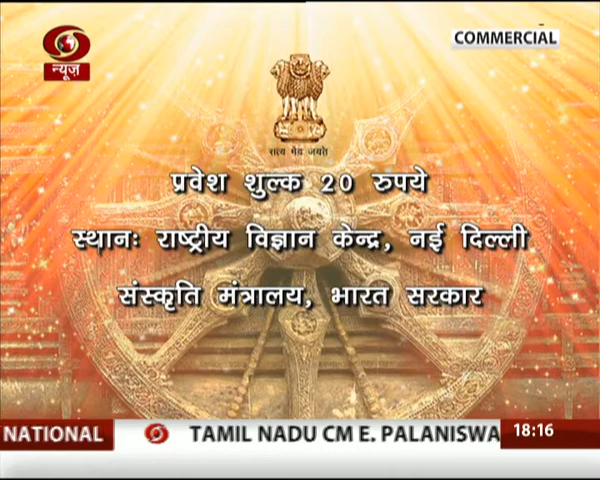 COMMERCIAL
न्यूज़
सत्यमेव जयते
प्रवेश शुल्क 20 रुपये
स्थानः राष्ट्रीय विज्ञान केन्द्र, नई दिल्ली
संस्कृति मंत्रालय, भारत सरकार
NATIONAL
TAMIL NADU CM E. PALANISWA
18:16